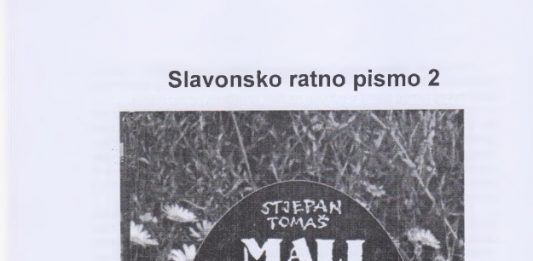 Slavonsko ratno pismo 2
STJEPAN
TOMAŠ
MALI